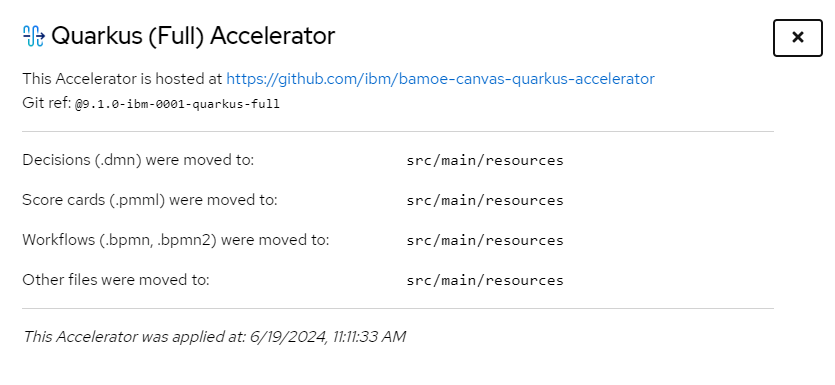 Quarkus (Full) Accelerator
This Accelerator is hosted at https://github.com/ibm/bamoe-canvas-quarkus-accelerator
Git ref: @9.1.0-ibm-0001-quarkus-full
Decisions (.dmn) were moved to: src/main/resources
Score cards (.pmml) were moved to: src/main/resources
Workflows (.bpmn, .bpmn2) were moved to: src/main/resources
Other files were moved to: src/main/resources
This Accelerator was applied at: 6/19/2024, 11:11:33 AM